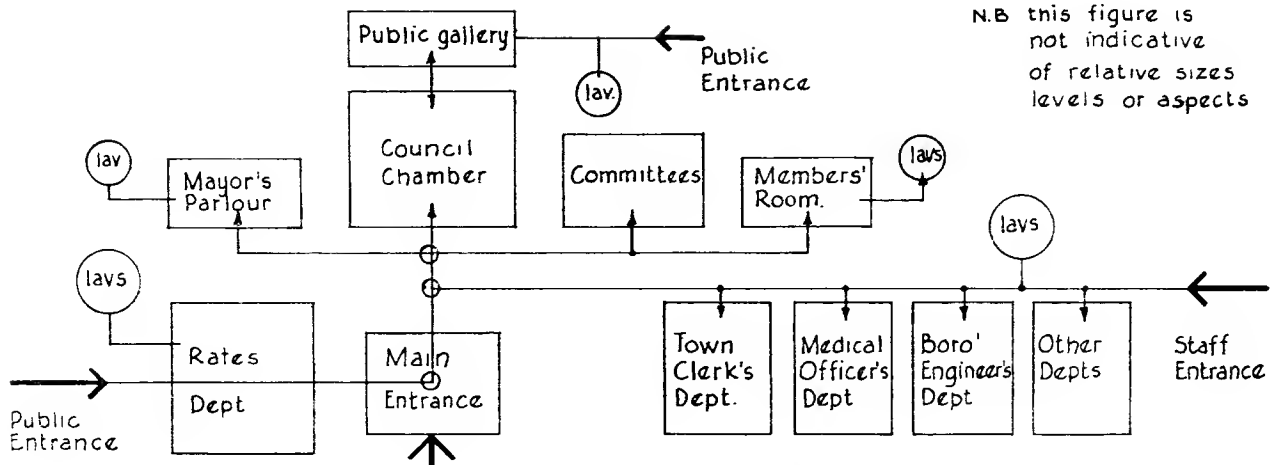 N.B this figure is
not indicative
of relative sizes
levels or aspects
Public gallery
Public
Entrance
lav.
Council
Chamber
lav
Mayor's
Parlour
Committees
Members'
Room.
lavs
lavs
lavs
Rates
Dept
Main
Entrance
Town
Clerk's
Dept.
Medical
Officer's
Dept
Boro'
Engineer's
Dept
Other
Depts
Staff
Entrance
Public
Entrance